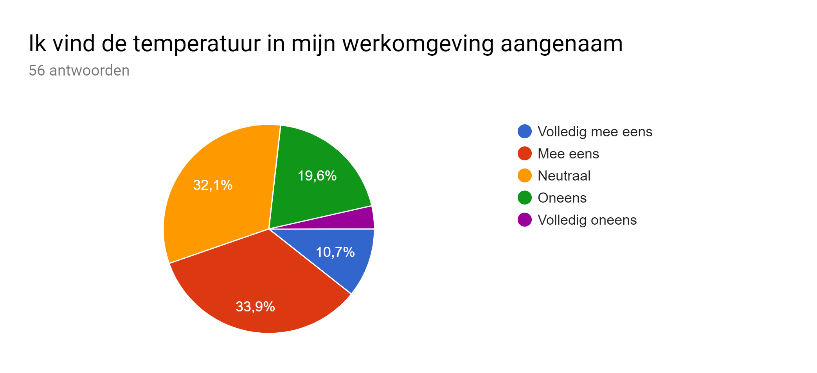 Ik vind de temperatuur in mijn werkomgeving aangenaam
56 antwoorden
32,1%
19,6%
10,7%
33,9%
Volledig mee eens
Mee eens
Neutraal
Oneens
Volledig oneens